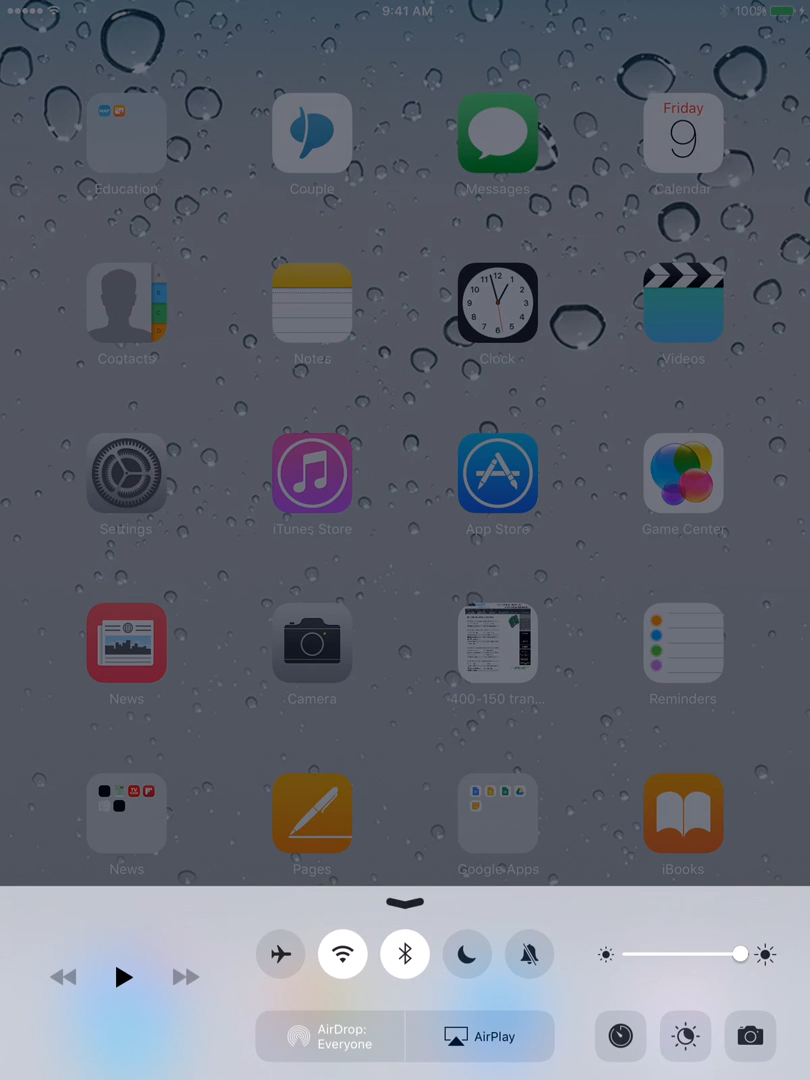 9:41 AM
100%
Friday
9
Education
Couple
Messages
Calendar
Contacts
Notes
Clock
Videos
Settings
iTunes Store
App Store
Game Center
News
Camera
400-150 tran...
Reminders
News
Pages
Google Apps
iBooks
AirDrop:
Everyone
AirPlay